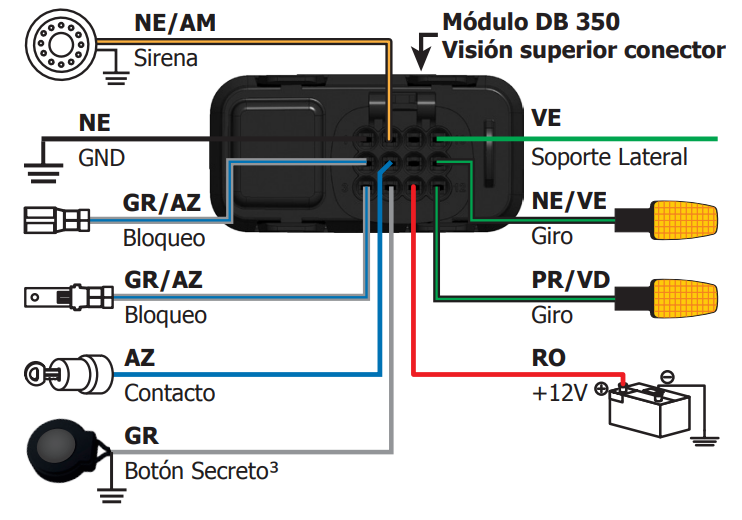 NE/AM
Sirena
Módulo DB 350
Visión superior conector
NE
GND
VE
Soporte Lateral
GR/AZ
Bloqueo
NE/VE
Giro
GR/AZ
Bloqueo
PR/VD
Giro
AZ
Contacto
RO
+12V
GR
Botón Secreto³